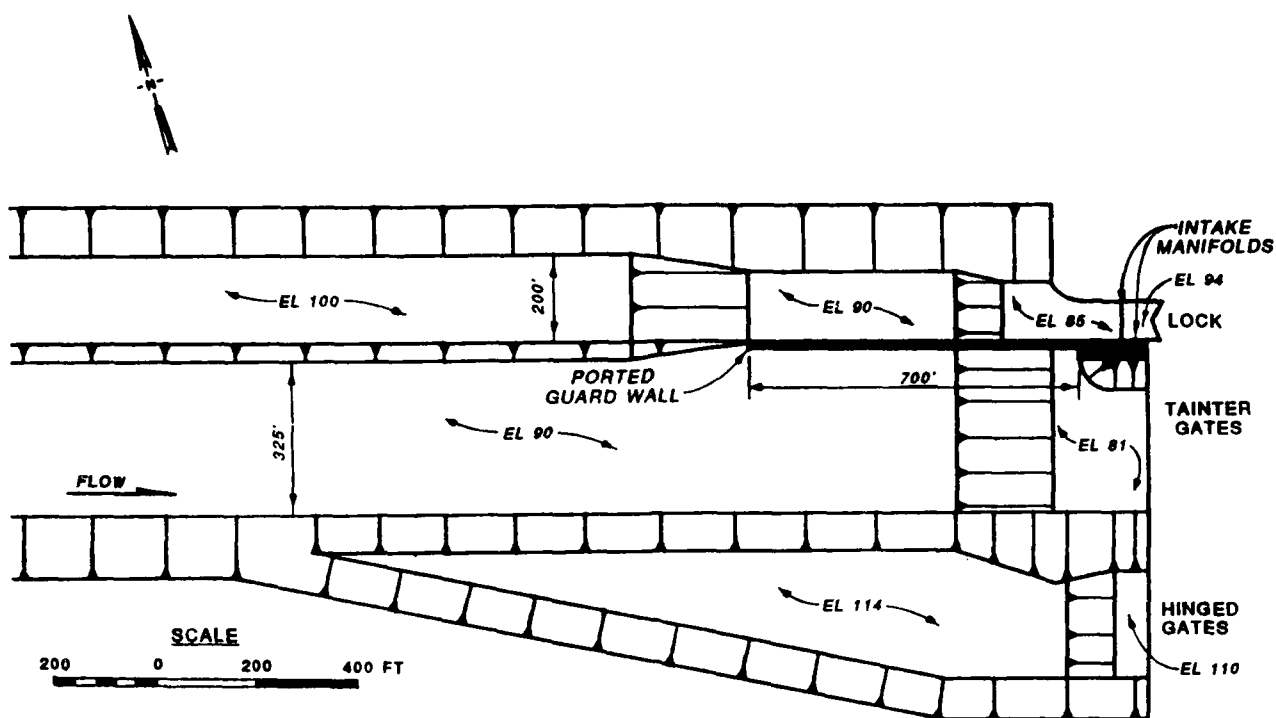 N
INTAKE
MANIFOLDS
EL 94
EL 100
200'
EL 90
EL 85
LOCK
PORTED
GUARD WALL
700'
TAINTER
GATES
325'
EL 90
EL 81
FLOW
EL 114
HINGED
GATES
SCALE
200 0 200 400 FT
EL 110